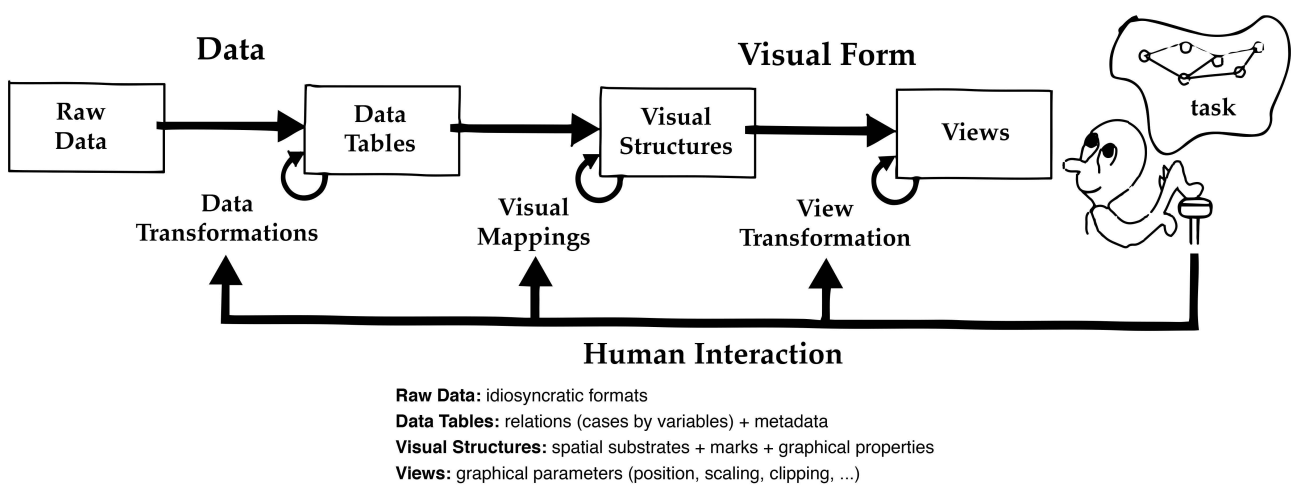 Data
Visual Form
Raw
Data
Data
Tables
Visual
Structures
Views
task
Data
Transformations
Visual
Mappings
View
Transformation
Human Interaction
Raw Data: idiosyncratic formats
Data Tables: relations (cases by variables) + metadata
Visual Structures: spatial substrates + marks + graphical properties
Views: graphical parameters (position, scaling, clipping, ...)